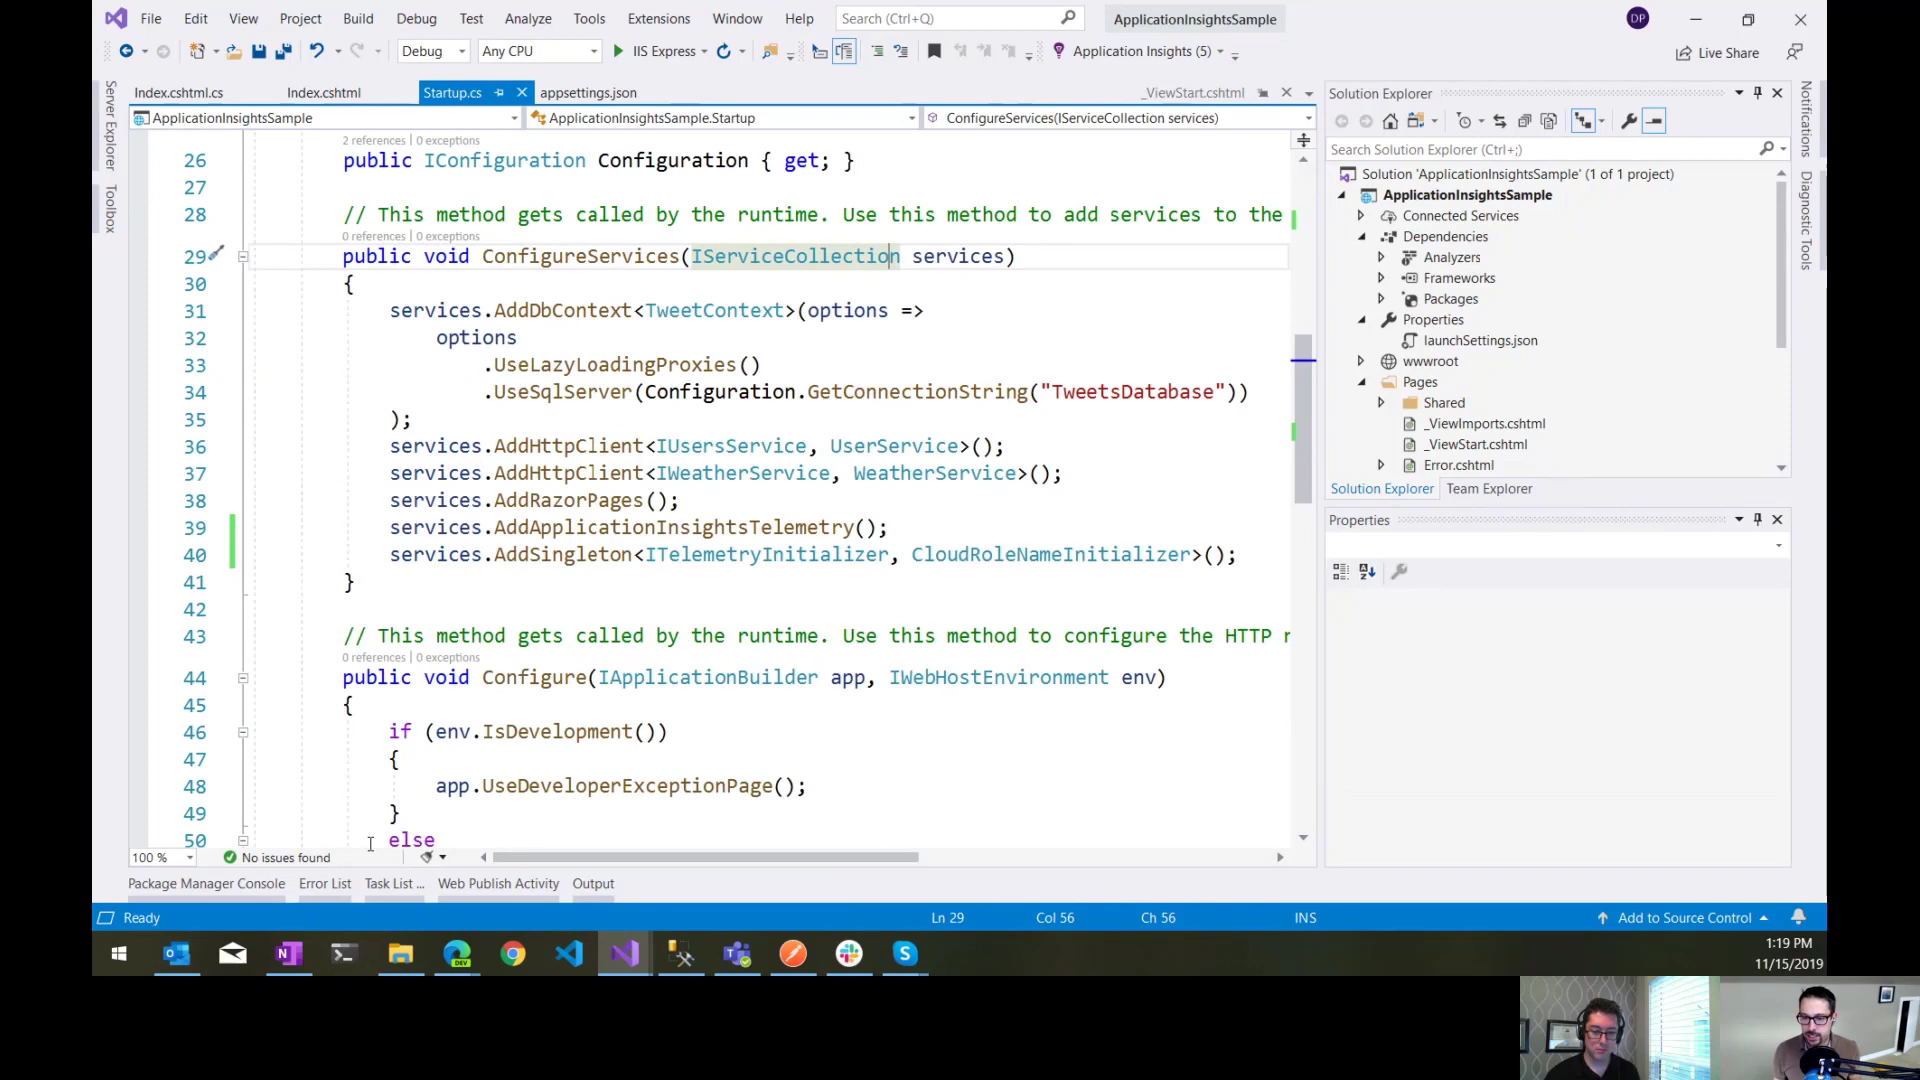 File Edit View Project Build Debug Test Analyze Tools Extensions Window Help Search (Ctrl+Q) ApplicationInsightsSample DP
Debug Any CPU IIS Express Application Insights (5) Live Share
Server Explorer
Toolbox
Index.cshtml.cs Index.cshtml Startup.cs appsettings.json _ViewStart.cshtml
ApplicationInsightsSample ApplicationInsightsSample.Startup ConfigureServices(IServiceCollection services)
2 references | 0 exceptions
26 public IConfiguration Configuration { get; }
27
28 // This method gets called by the runtime. Use this method to add services to the
0 references | 0 exceptions
29 public void ConfigureServices(IServiceCollection services)
30 {
31 services.AddDbContext<TweetContext>(options =>
32 options
33 .UseLazyLoadingProxies()
34 .UseSqlServer(Configuration.GetConnectionString("TweetsDatabase"))
35 );
36 services.AddHttpClient<IUsersService, UserService>();
37 services.AddHttpClient<IWeatherService, WeatherService>();
38 services.AddRazorPages();
39 services.AddApplicationInsightsTelemetry();
40 services.AddSingleton<ITelemetryInitializer, CloudRoleNameInitializer>();
41 }
42
43 // This method gets called by the runtime. Use this method to configure the HTTP r
0 references | 0 exceptions
44 public void Configure(IApplicationBuilder app, IWebHostEnvironment env)
45 {
46 if (env.IsDevelopment())
47 {
48 app.UseDeveloperExceptionPage();
49 }
50 else
100 % No issues found
Package Manager Console Error List Task List ... Web Publish Activity Output
Solution Explorer
Search Solution Explorer (Ctrl+;)
Solution 'ApplicationInsightsSample' (1 of 1 project)
ApplicationInsightsSample
Connected Services
Dependencies
Analyzers
Frameworks
Packages
Properties
launchSettings.json
wwwroot
Pages
Shared
_ViewImports.cshtml
_ViewStart.cshtml
Error.cshtml
Solution Explorer Team Explorer
Properties
Notifications
Diagnostic Tools
Ready Ln 29 Col 56 Ch 56 INS Add to Source Control
1:19 PM
11/15/2019